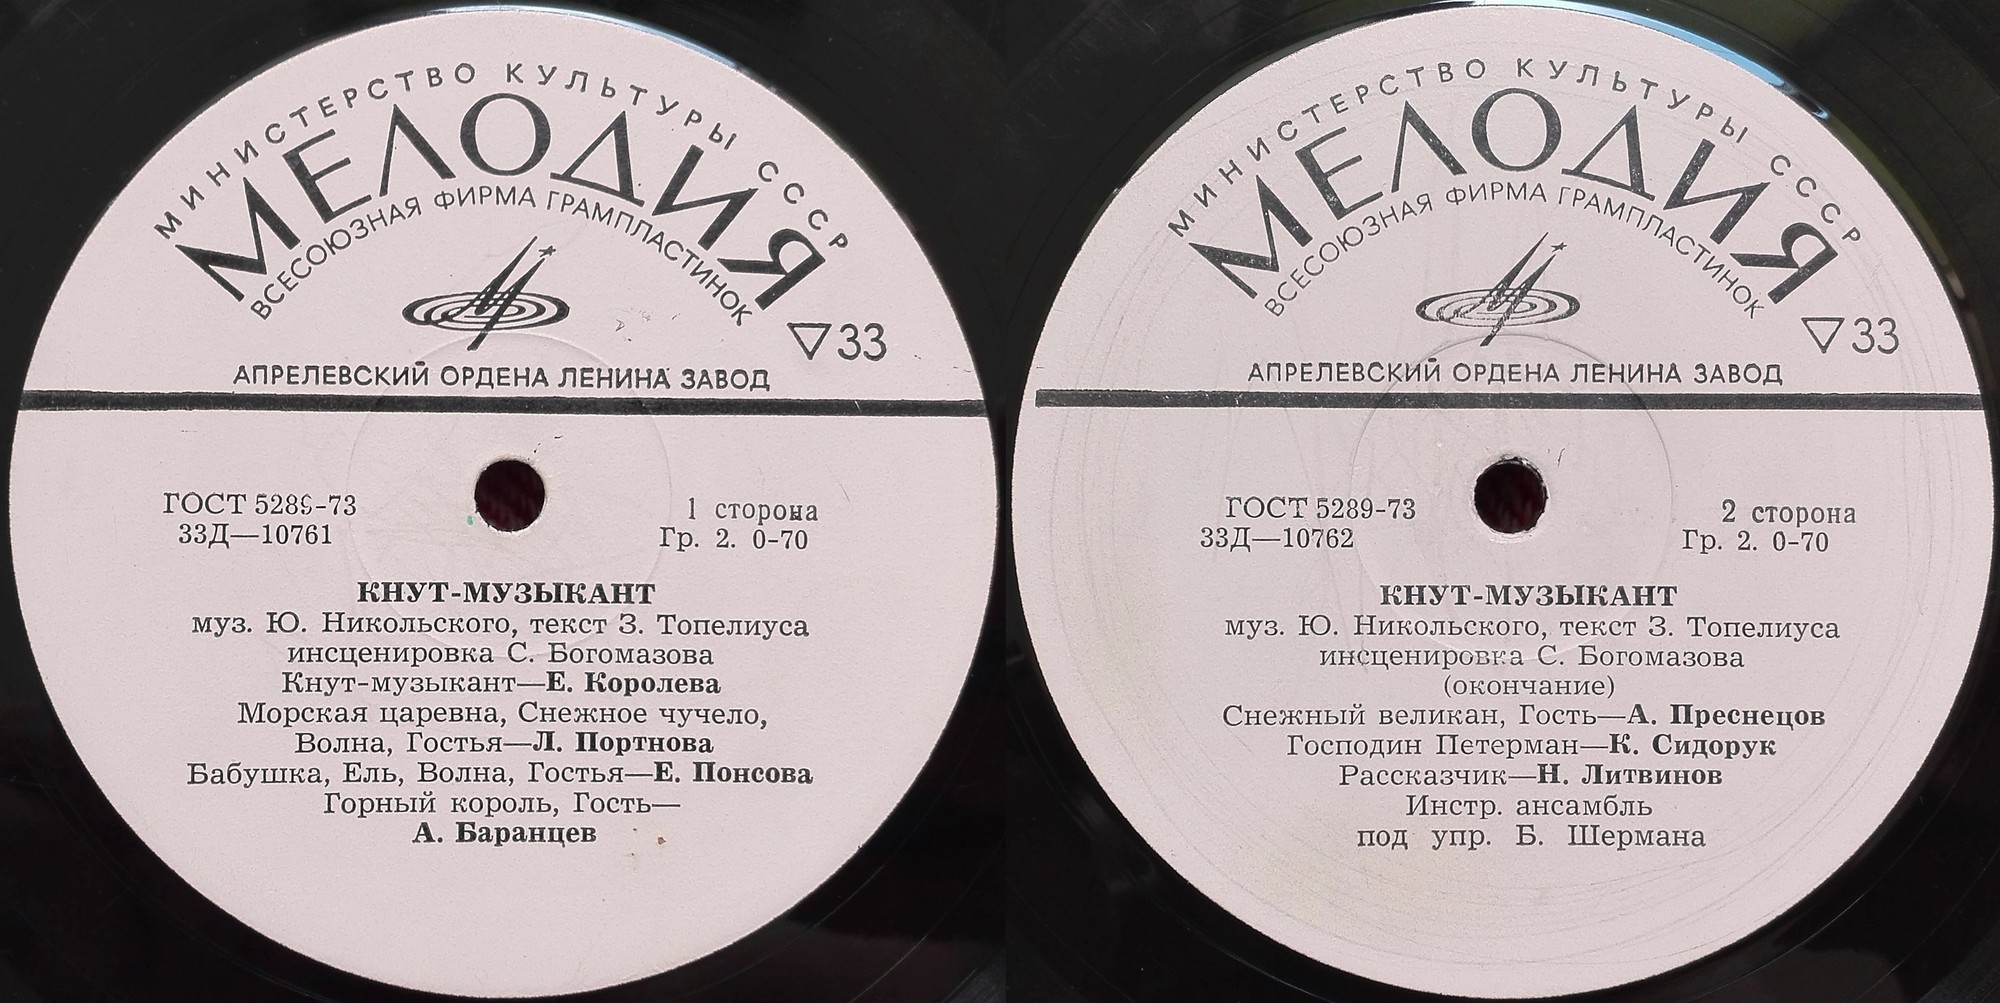 МИНИСТЕРСТВО КУЛЬТУРЫ СССР
МЕЛОДИЯ
ВСЕСОЮЗНАЯ ФИРМА ГРАМПЛАСТИНОК
▽33
АПРЕЛЕВСКИЙ ОРДЕНА ЛЕНИНА ЗАВОД
ГОСТ 5289-73
33Д—10761
1 сторона
Гр. 2. 0-70
КНУТ-МУЗЫКАНТ
муз. Ю. Никольского, текст З. Топелиуса
инсценировка С. Богомазова
Кнут-музыкант—Е. Королева
Морская царевна, Снежное чучело,
Волна, Гостья—Л. Портнова
Бабушка, Ель, Волна, Гостья—Е. Понсова
Горный король, Гость—
А. Баранцев
МИНИСТЕРСТВО КУЛЬТУРЫ СССР
МЕЛОДИЯ
ВСЕСОЮЗНАЯ ФИРМА ГРАМПЛАСТИНОК
▽33
АПРЕЛЕВСКИЙ ОРДЕНА ЛЕНИНА ЗАВОД
ГОСТ 5289-73
33Д—10762
2 сторона
Гр. 2. 0-70
КНУТ-МУЗЫКАНТ
муз. Ю. Никольского, текст З. Топелиуса
инсценировка С. Богомазова
(окончание)
Снежный великан, Гость—А. Преснецов
Господин Петерман—К. Сидорук
Рассказчик—Н. Литвинов
Инстр. ансамбль
под упр. Б. Шермана